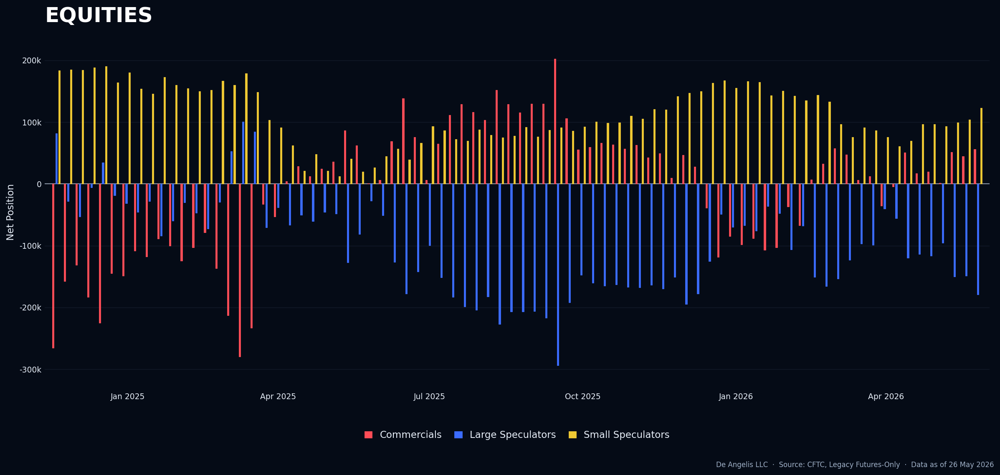 EQUITIES
200k
100k
0
-100k
-200k
-300k
Net Position
Jan 2025
Apr 2025
Jul 2025
Oct 2025
Jan 2026
Apr 2026
Commercials
Large Speculators
Small Speculators
De Angelis LLC · Source: CFTC, Legacy Futures-Only · Data as of 26 May 2026